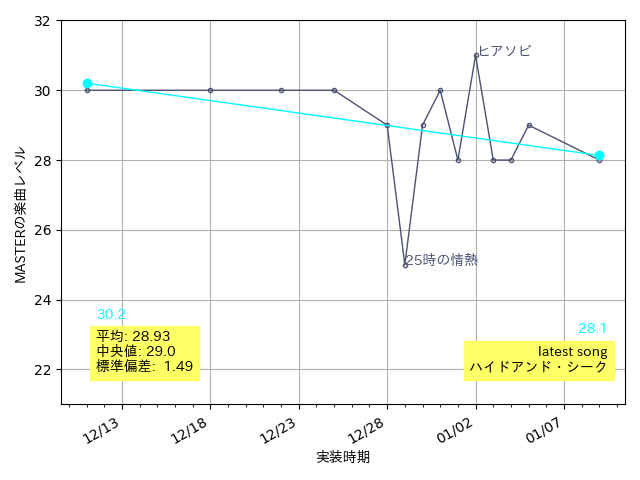 32
30
28
26
24
22
MASTERの楽曲レベル
ヒアソビ
25時の情熱
30.2
平均: 28.93
中央値: 29.0
標準偏差: 1.49
28.1
latest song
ハイドアンド・シーク
12/13
12/18
12/23
12/28
01/02
01/07
実装時期